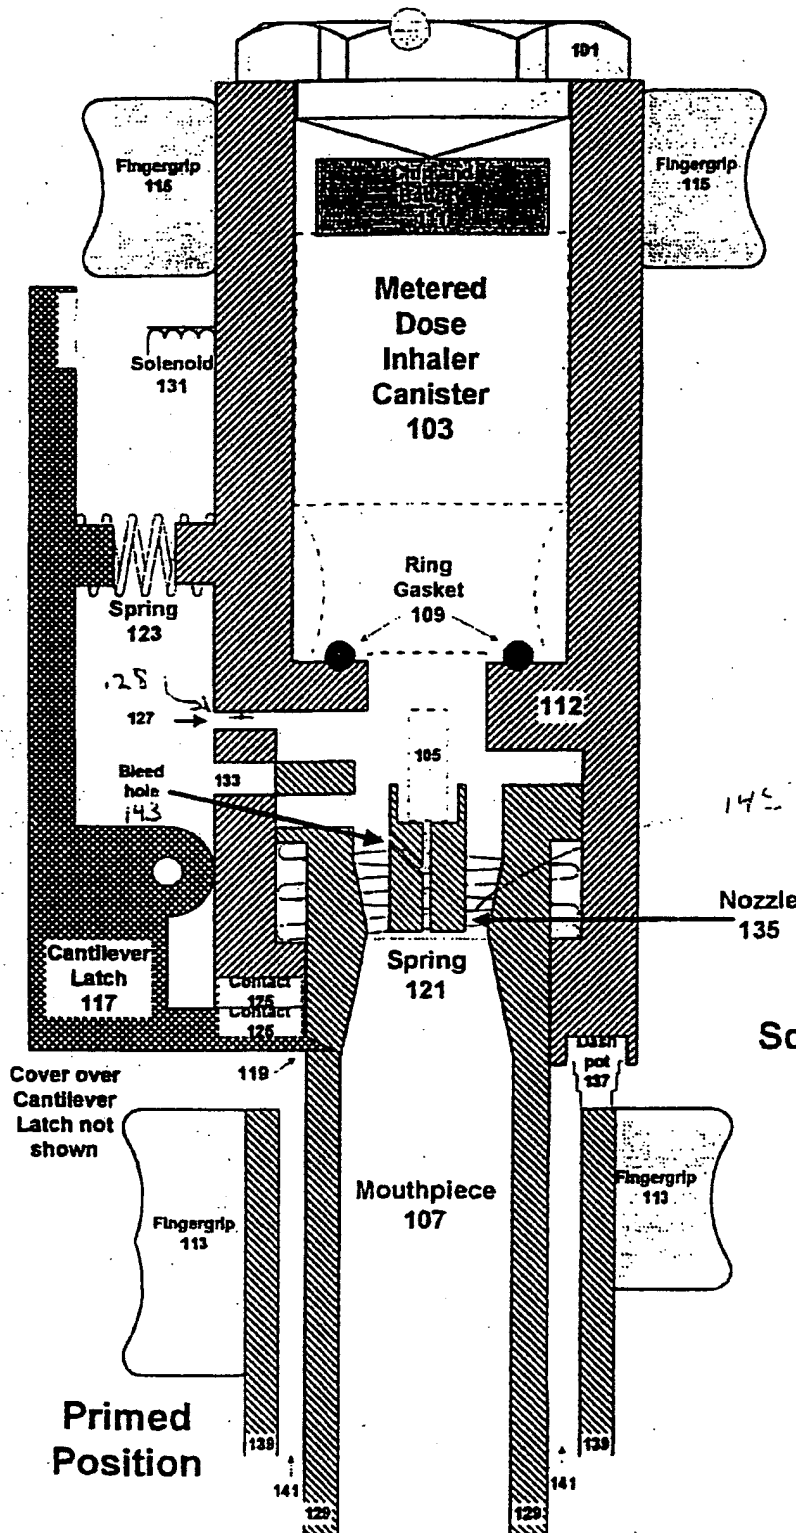 101
Fingergrip
115
Fingergrip
115
Metered
Dose
Inhaler
Canister
103
Solenoid
131
Ring
Gasket
109
Spring
123
127
112
105
133
Bleed
hole
143
Nozzle
135
Cantilever
Latch
117
Spring
121
Contact
125
Contact
126
Dash
pot
137
119
Cover over
Cantilever
Latch not
shown
Mouthpiece
107
Fingergrip
113
Fingergrip
113
Primed
Position
139
139
141
141
129
129